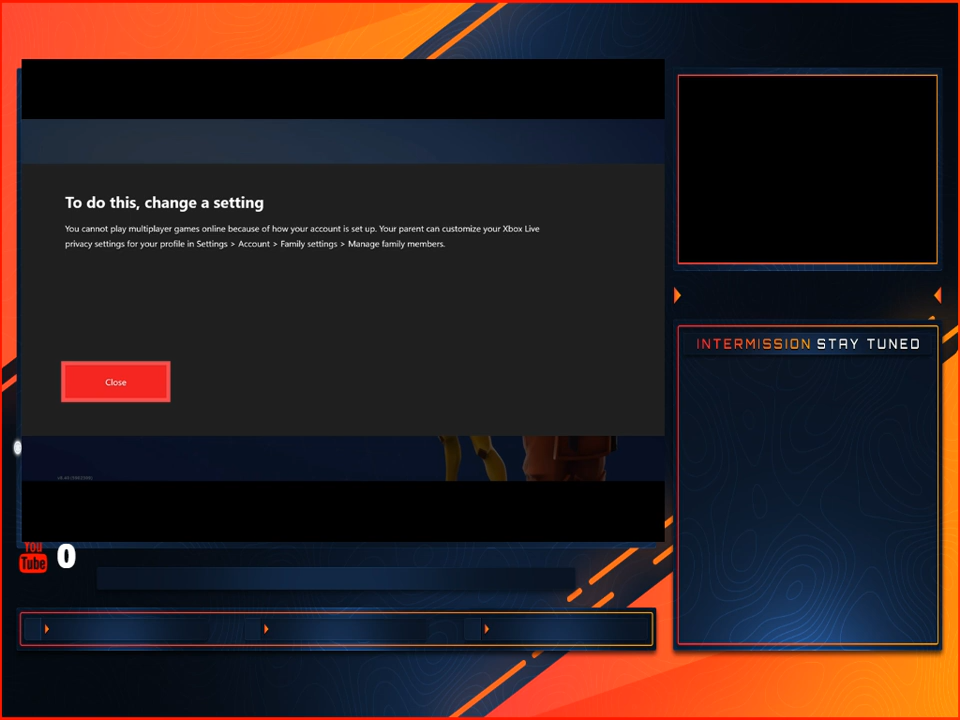 To do this, change a setting
You cannot play multiplayer games online because of how your account is set up. Your parent can customize your Xbox Live
privacy settings for your profile in Settings > Account > Family settings > Manage family members.
INTERMISSION STAY TUNED
Close
You
Tube
0